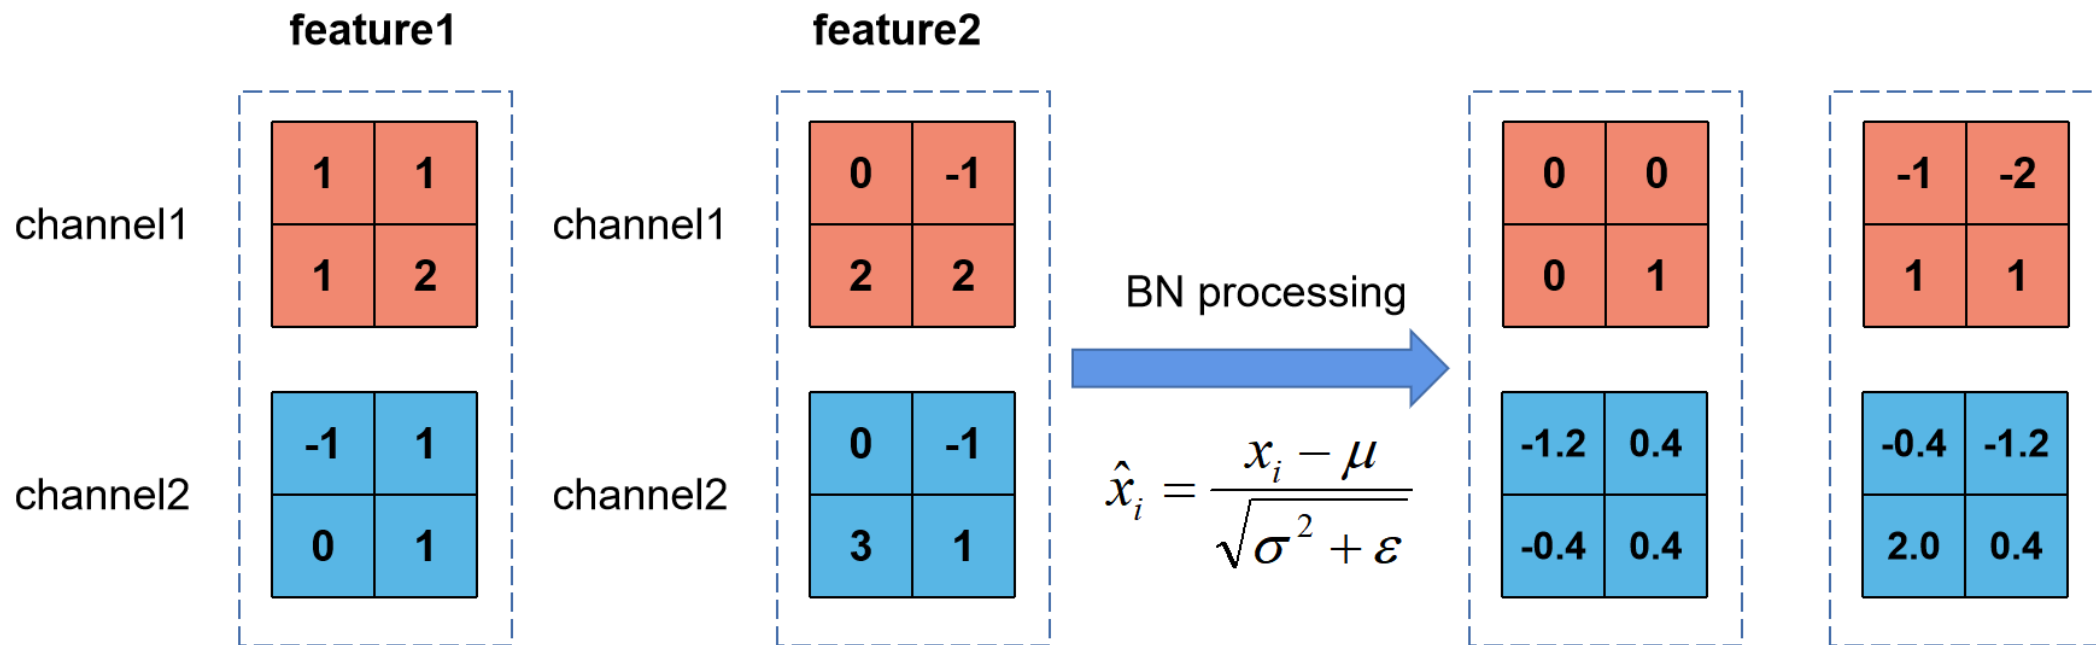 feature1 feature2
channel1 1 1 channel1 0 -1 0 0 -1 -2
1 2 2 2 0 1 1 1
BN processing
channel2 -1 1 channel2 0 -1 -1.2 0.4 -0.4 -1.2
0 1 3 1 -0.4 0.4 2.0 0.4
x̂ᵢ = (xᵢ − μ) / √(σ² + ε)